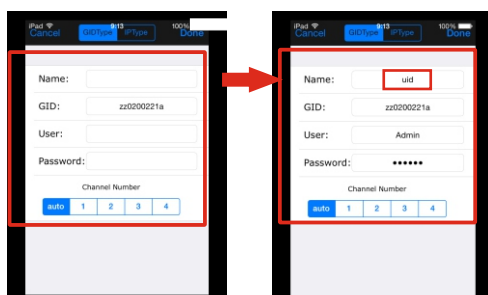 iPad 9:13 100%
Cancel GIDType IPType Done
Name:
GID: zz0200221a
User:
Password:
Channel Number
auto 1 2 3 4
iPad 9:13 100%
Cancel GIDType IPType Done
Name: uid
GID: zz0200221a
User: Admin
Password: ••••••
Channel Number
auto 1 2 3 4